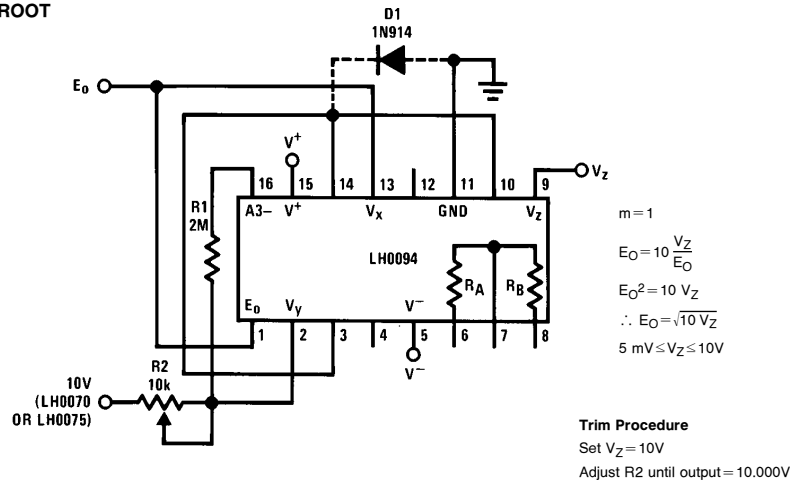 ROOT
D1
1N914
E₀
V⁺
16 15 14 13 12 11 10 9
V_Z
A3– V⁺ V_X GND V_Z
R1
2M
LH0094
R_A R_B
E₀ V_y V⁻
1 2 3 4 5 6 7 8
V⁻
R2
10k
10V
(LH0070
OR LH0075)
m=1
E_O=10 V_Z/E_O
E_O²=10 V_Z
∴ E_O=√10 V_Z
5 mV≤V_Z≤10V
Trim Procedure
Set V_Z=10V
Adjust R2 until output=10.000V